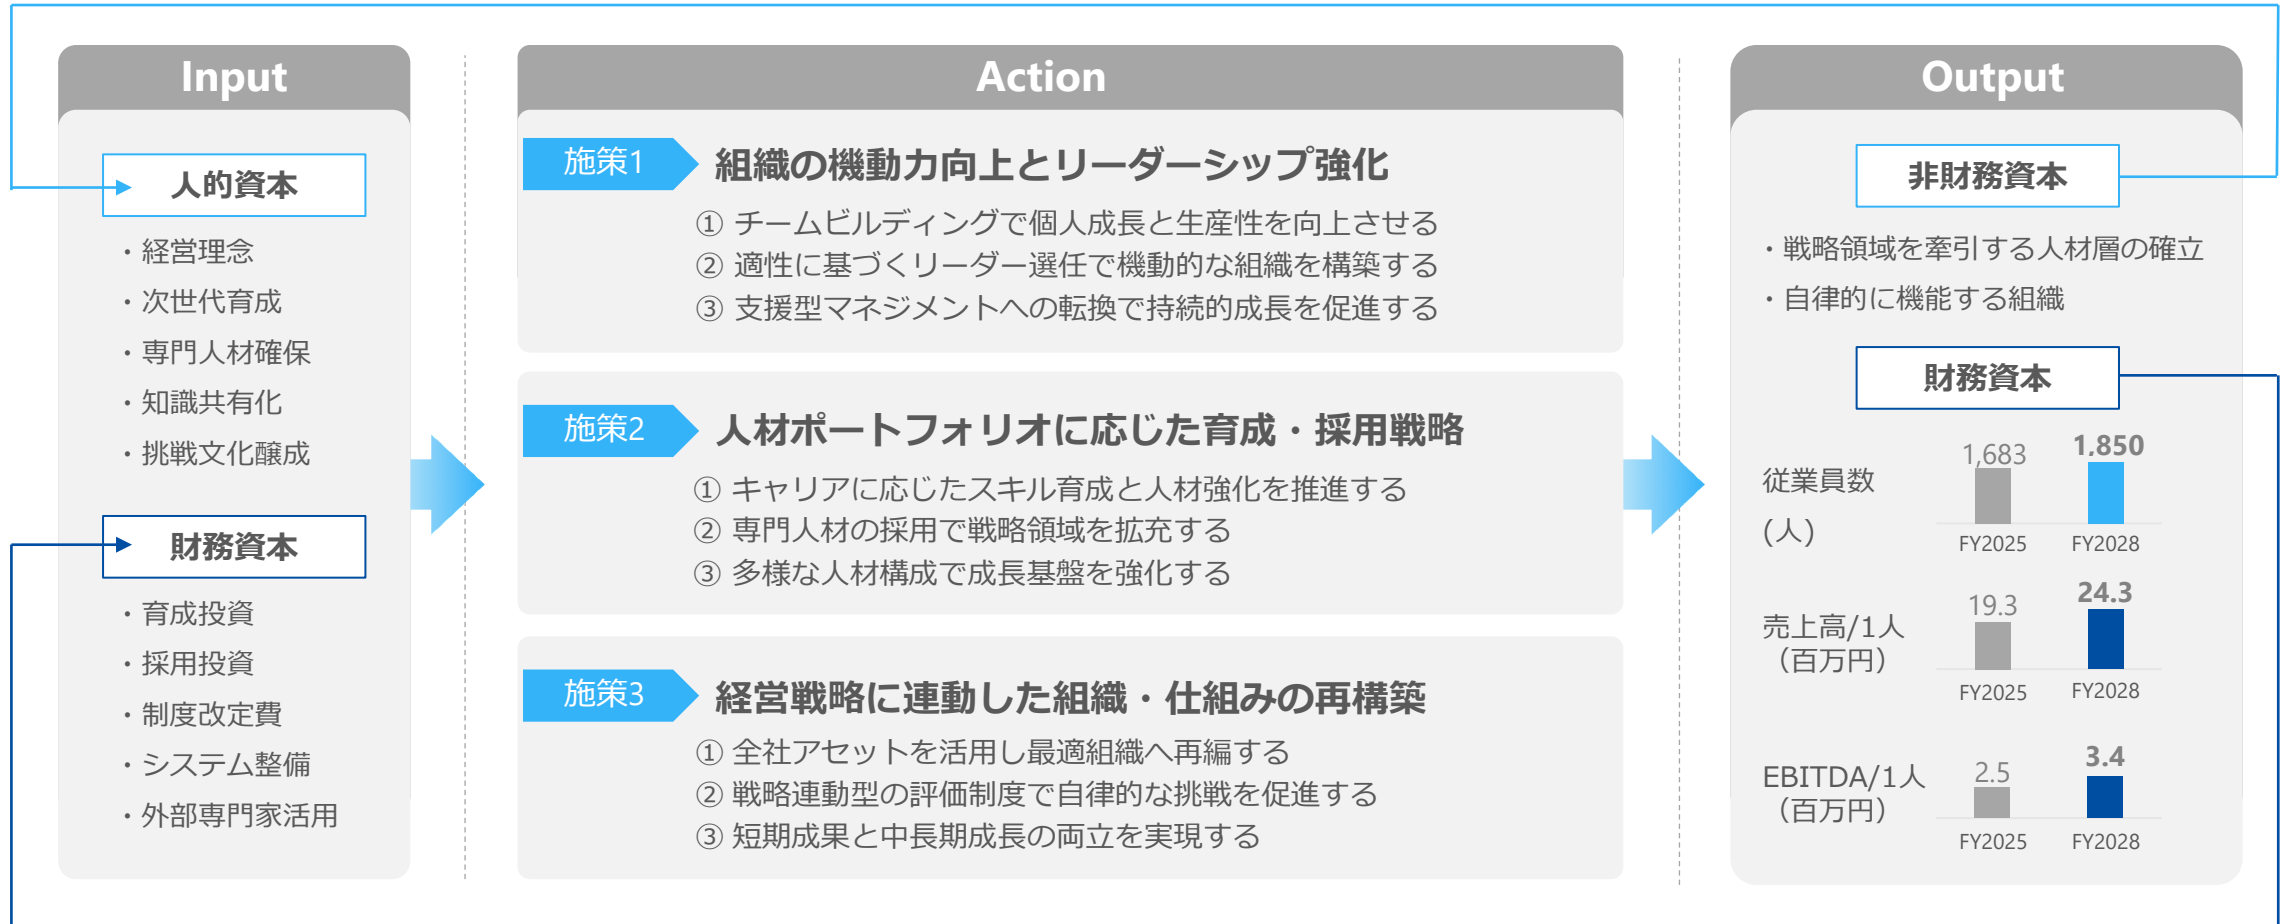 Input
人的資本
・経営理念
・次世代育成
・専門人材確保
・知識共有化
・挑戦文化醸成
財務資本
・育成投資
・採用投資
・制度改定費
・システム整備
・外部専門家活用
Action
施策1
組織の機動力向上とリーダーシップ強化
① チームビルディングで個人成長と生産性を向上させる
② 適性に基づくリーダー選任で機動的な組織を構築する
③ 支援型マネジメントへの転換で持続的成長を促進する
施策2
人材ポートフォリオに応じた育成・採用戦略
① キャリアに応じたスキル育成と人材強化を推進する
② 専門人材の採用で戦略領域を拡充する
③ 多様な人材構成で成長基盤を強化する
施策3
経営戦略に連動した組織・仕組みの再構築
① 全社アセットを活用し最適組織へ再編する
② 戦略連動型の評価制度で自律的な挑戦を促進する
③ 短期成果と中長期成長の両立を実現する
Output
非財務資本
・戦略領域を牽引する人材層の確立
・自律的に機能する組織
財務資本
従業員数
(人)
1,683
1,850
FY2025
FY2028
売上高/1人
（百万円）
19.3
24.3
FY2025
FY2028
EBITDA/1人
（百万円）
2.5
3.4
FY2025
FY2028